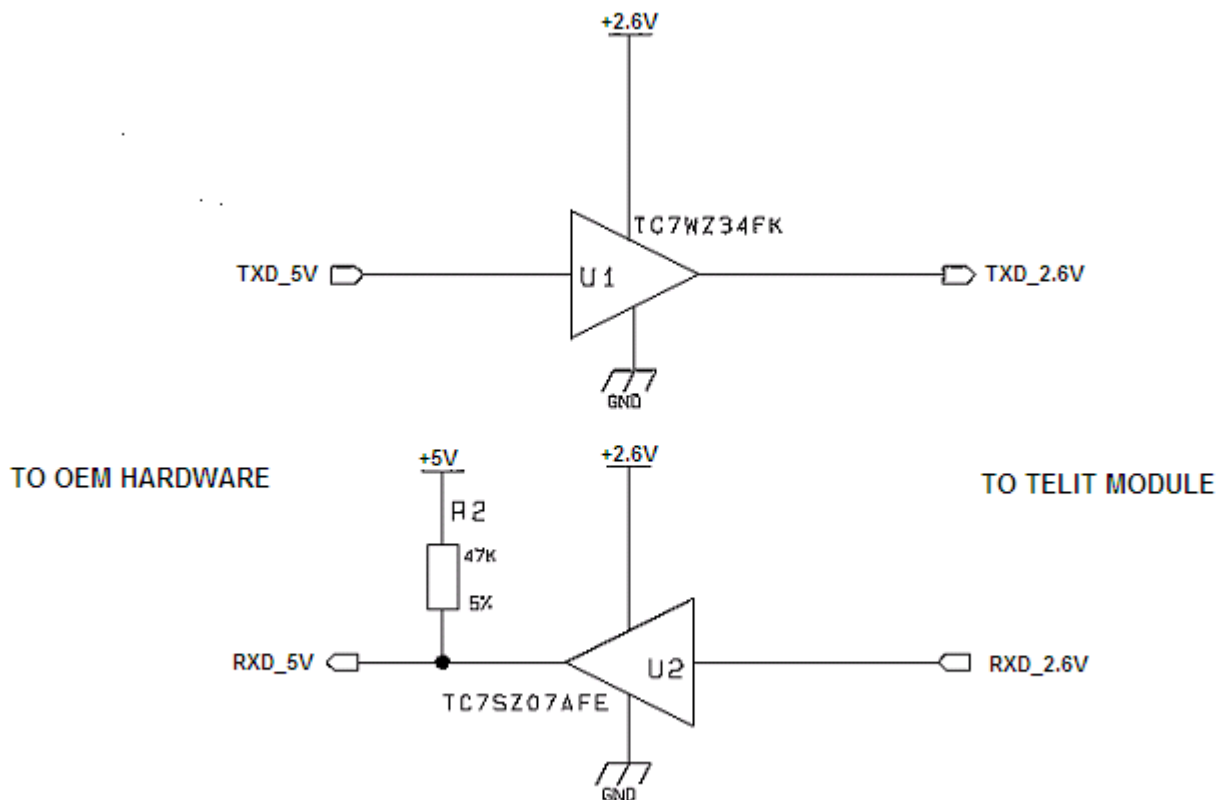 +2.6V
TC7WZ34FK
TXD_5V
U1
TXD_2.6V
GND
TO OEM HARDWARE
+5V
+2.6V
TO TELIT MODULE
R2
47K
5%
RXD_5V
U2
RXD_2.6V
TC7SZ07AFE
GND